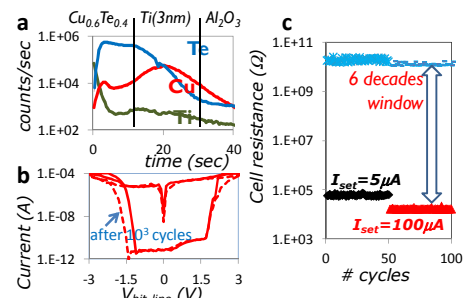 a
Cu0.6Te0.4 Ti(3nm) Al2O3
counts/sec
1.E+06
1.E+04
1.E+02
Te
Cu
Ti
0 20 40
time (sec)
b
Current (A)
1.E-04
1.E-08
1.E-12
after 10^3 cycles
-3 -1.5 0 1.5 3
Vbit-line (V)
c
Cell resistance (Ω)
1.E+11
1.E+09
1.E+07
1.E+05
1.E+03
6 decades
window
Iset=5μA
Iset=100μA
0 50 100
# cycles